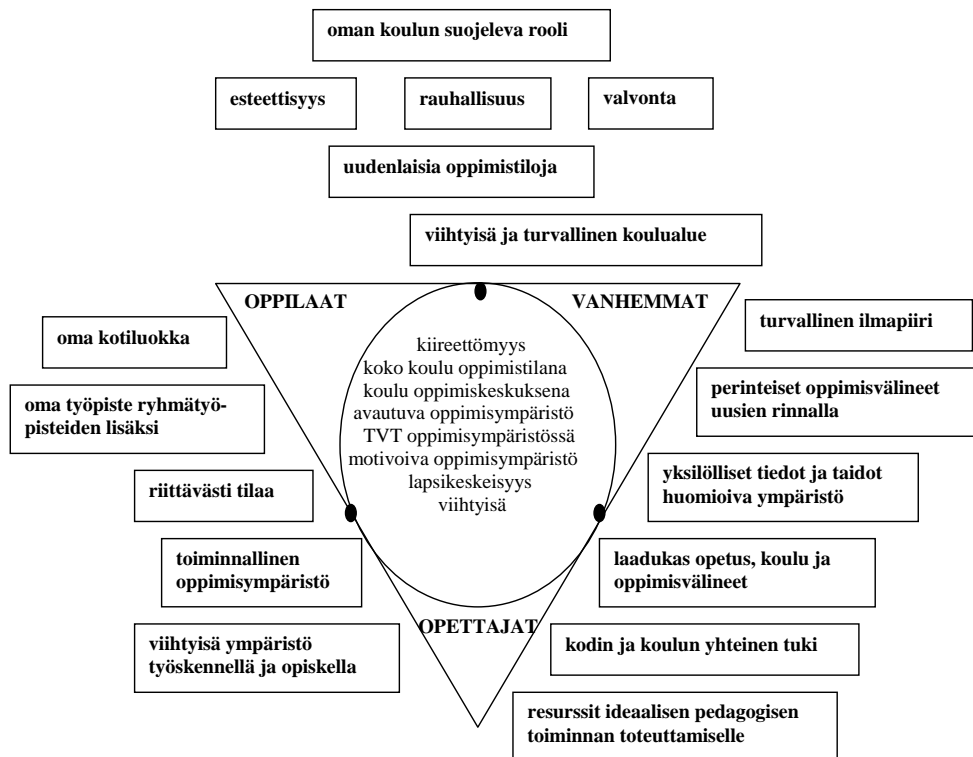 oman koulun suojeleva rooli
esteettisyys
rauhallisuus
valvonta
uudenlaisia oppimistiloja
viihtyisä ja turvallinen koulualue
OPPILAAT
VANHEMMAT
oma kotiluokka
oma työpiste ryhmätyö-
pisteiden lisäksi
riittävästi tilaa
toiminnallinen
oppimisympäristö
viihtyisä ympäristö
työskennellä ja opiskella
kiireettömyys
koko koulu oppimistilana
koulu oppimiskeskuksena
avautuva oppimisympäristö
TVT oppimisympäristössä
motivoiva oppimisympäristö
lapsikeskeisyys
viihtyisä
OPETTAJAT
turvallinen ilmapiiri
perinteiset oppimisvälineet
uusien rinnalla
yksilölliset tiedot ja taidot
huomioiva ympäristö
laadukas opetus, koulu ja
oppimisvälineet
kodin ja koulun yhteinen tuki
resurssit ideaalisen pedagogisen
toiminnan toteuttamiselle